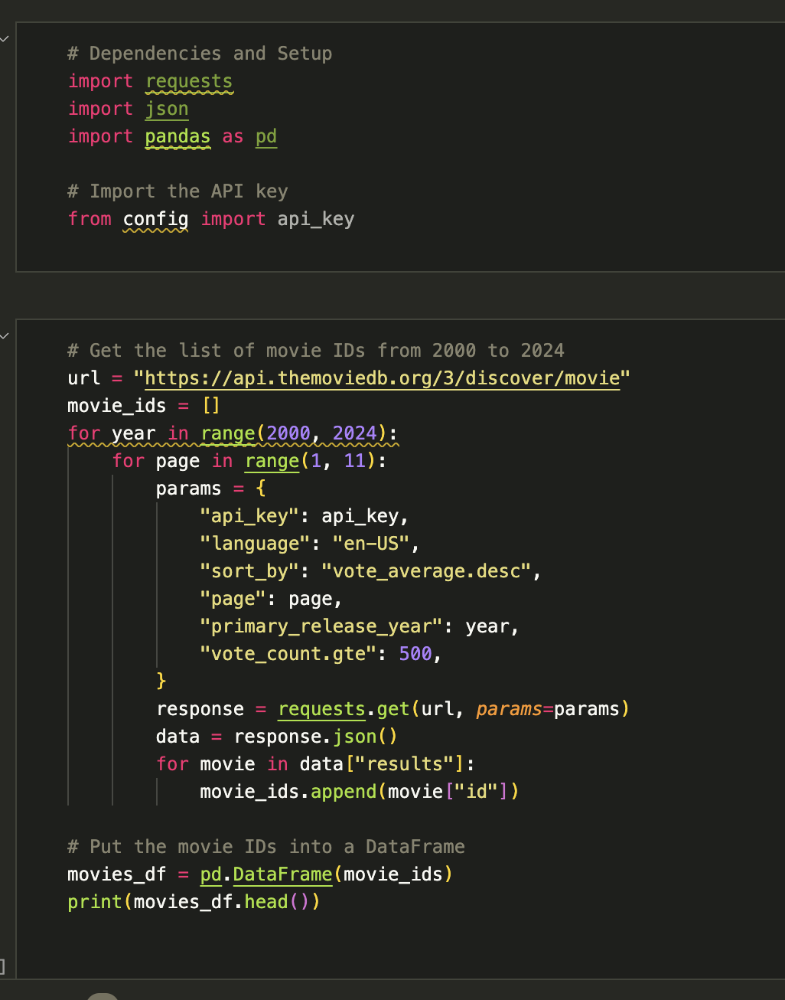 # Dependencies and Setup
import requests
import json
import pandas as pd
# Import the API key
from config import api_key
# Get the list of movie IDs from 2000 to 2024
url = "https://api.themoviedb.org/3/discover/movie"
movie_ids = []
for year in range(2000, 2024):
    for page in range(1, 11):
        params = {
            "api_key": api_key,
            "language": "en-US",
            "sort_by": "vote_average.desc",
            "page": page,
            "primary_release_year": year,
            "vote_count.gte": 500,
        }
        response = requests.get(url, params=params)
        data = response.json()
        for movie in data["results"]:
            movie_ids.append(movie["id"])
# Put the movie IDs into a DataFrame
movies_df = pd.DataFrame(movie_ids)
print(movies_df.head())
]